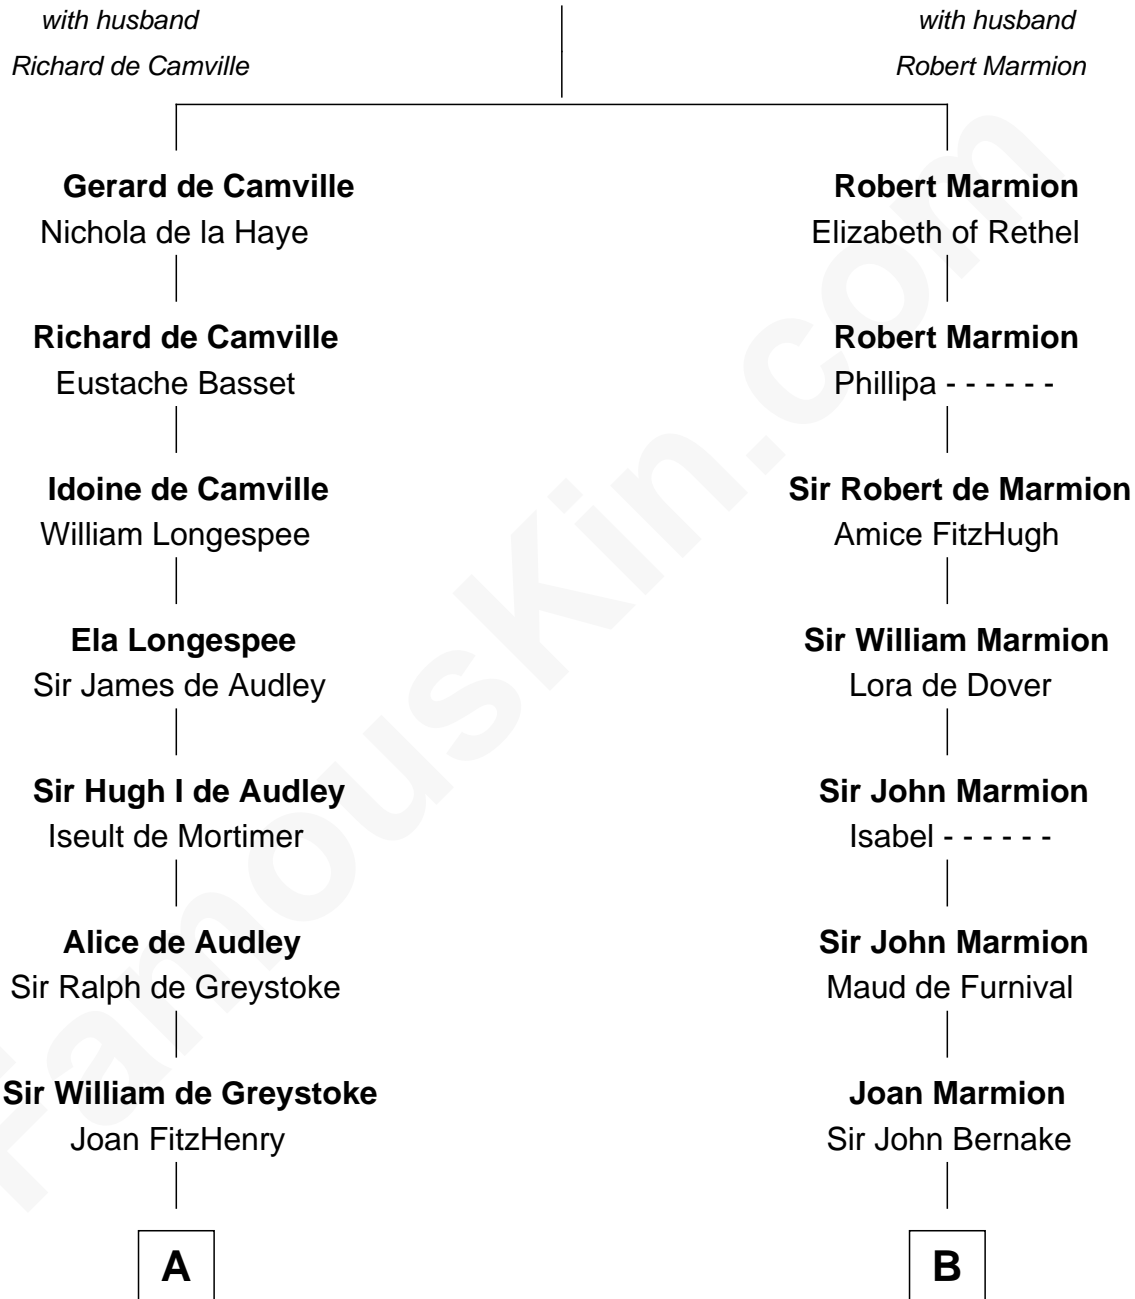 with husband
Richard de Camville
with husband
Robert Marmion
Gerard de Camville
Nichola de la Haye
Robert Marmion
Elizabeth of Rethel
Richard de Camville
Eustache Basset
Robert Marmion
Phillipa - - - - - -
Idoine de Camville
William Longespee
Sir Robert de Marmion
Amice FitzHugh
Ela Longespee
Sir James de Audley
Sir William Marmion
Lora de Dover
Sir Hugh I de Audley
Iseult de Mortimer
Sir John Marmion
Isabel - - - - - -
Alice de Audley
Sir Ralph de Greystoke
Sir John Marmion
Maud de Furnival
Sir William de Greystoke
Joan FitzHenry
Joan Marmion
Sir John Bernake
A
B
FamousKin.com